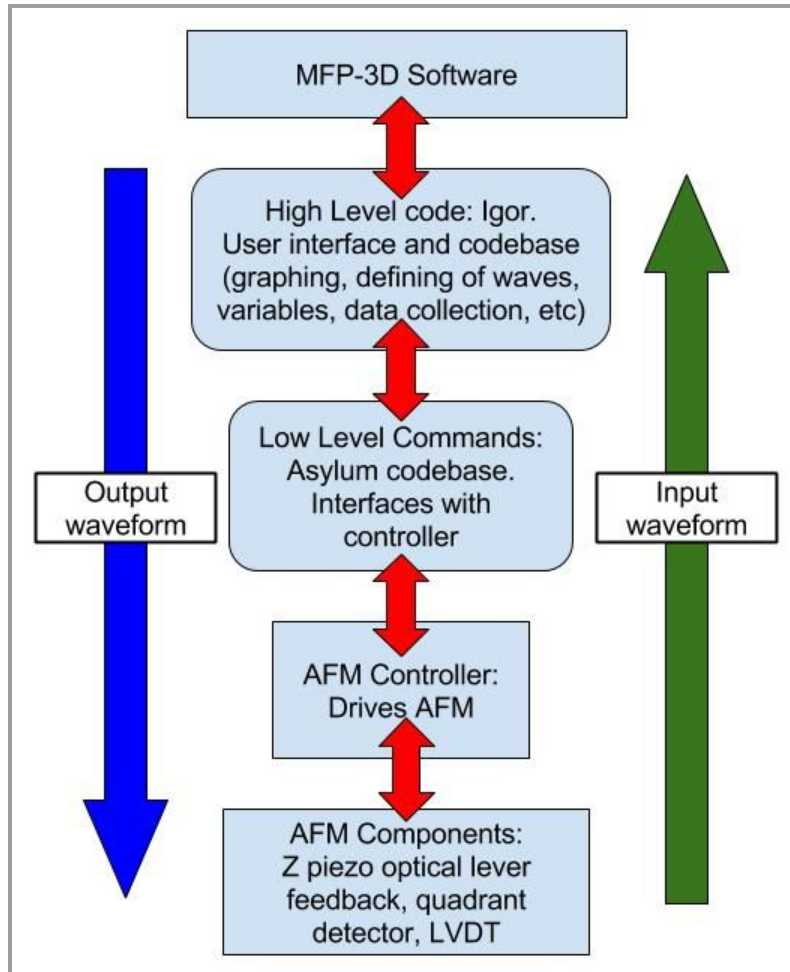 MFP-3D Software
High Level code: Igor.
User interface and codebase
(graphing, defining of waves,
variables, data collection, etc)
Low Level Commands:
Asylum codebase.
Interfaces with
controller
Output
waveform
Input
waveform
AFM Controller:
Drives AFM
AFM Components:
Z piezo optical lever
feedback, quadrant
detector, LVDT